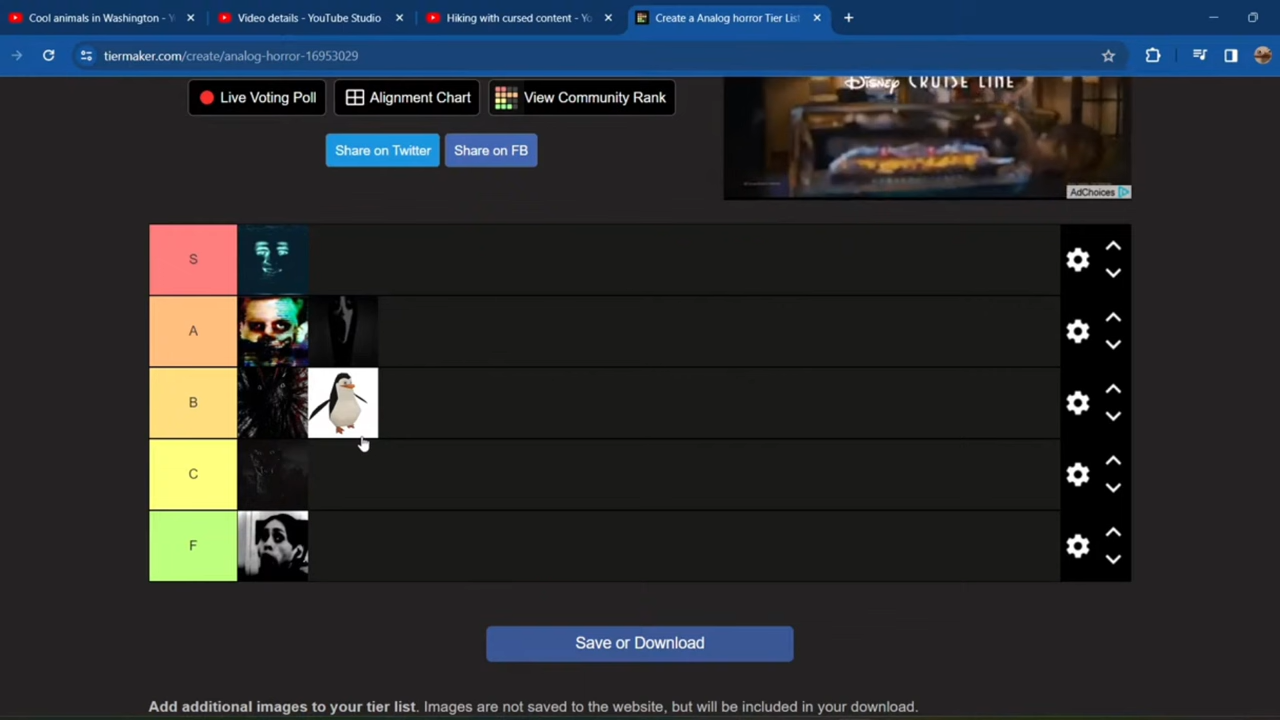 Cool animals in Washington - Y
Video details - YouTube Studio
Hiking with cursed content - Yo
Create a Analog horror Tier List
tiermaker.com/create/analog-horror-16953029
Live Voting Poll
Alignment Chart
View Community Rank
DISNEY CRUISE LINE
Share on Twitter
Share on FB
AdChoices
S
A
B
C
F
Save or Download
Add additional images to your tier list. Images are not saved to the website, but will be included in your download.